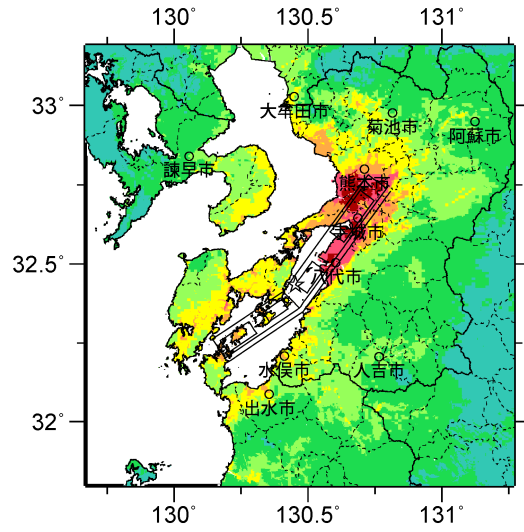 130° 130.5 131°
33°
大牟田市
菊池市
阿蘇市
諫早市
熊本市
宇城市
32.5°
八代市
水俣市
人吉市
出水市
32°
130° 130.5° 131°